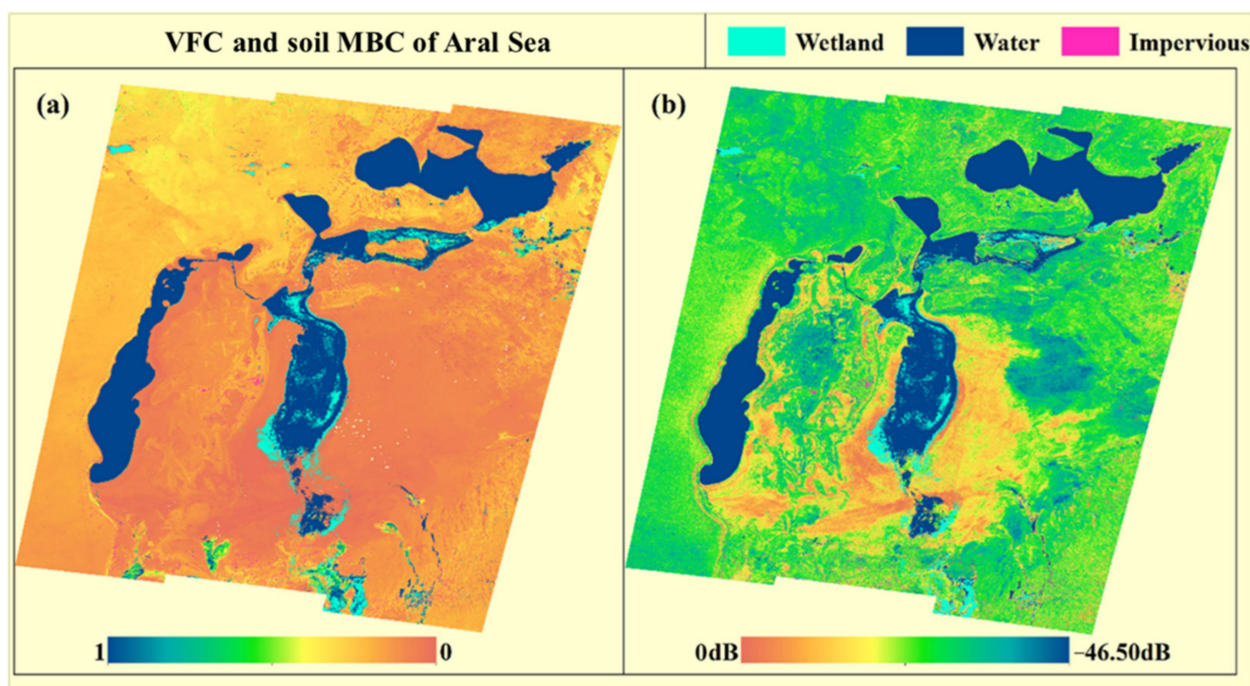 VFC and soil MBC of Aral Sea
Wetland
Water
Impervious
(a)
(b)
1
0
0dB
−46.50dB